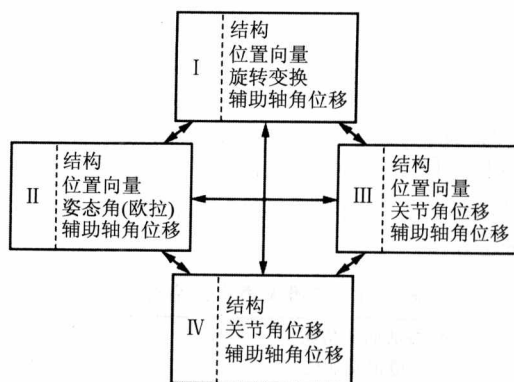 I
结构
位置向量
旋转变换
辅助轴角位移
II
结构
位置向量
姿态角(欧拉)
辅助轴角位移
III
结构
位置向量
关节角位移
辅助轴角位移
IV
结构
关节角位移
辅助轴角位移